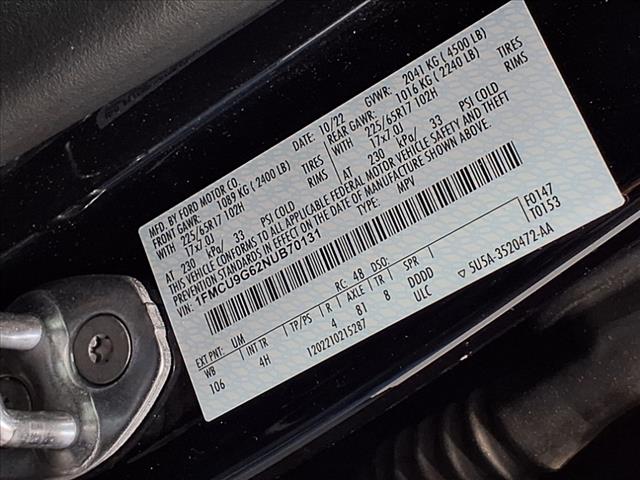 MFD. BY FORD MOTOR CO. 10/22 GVWR: 2041 KG ( 4500 LB)
FRONT GAWR: 1089 KG ( 2400 LB) REAR GAWR: 1016 KG ( 2240 LB)
WITH 225/65R17 102H TIRES WITH 225/65R17 102H TIRES
17x7.0J RIMS 17x7.0J RIMS
AT 230 kPa/ 33 PSI COLD AT 230 kPa/ 33 PSI COLD
THIS VEHICLE CONFORMS TO ALL APPLICABLE FEDERAL MOTOR VEHICLE SAFETY AND THEFT
PREVENTION STANDARDS IN EFFECT ON THE DATE OF MANUFACTURE SHOWN ABOVE.
VIN: 1FMCU9G62NUB70131 TYPE: MPV
F0147
T0153
EXT PNT: UM RC: 48 DSO:
WB INT TR TP/PS R AXLE TR SPR
106 4H 4 B1 8 DDDD
1202210215287 ULC ▽ 5U5A-3520472-AA